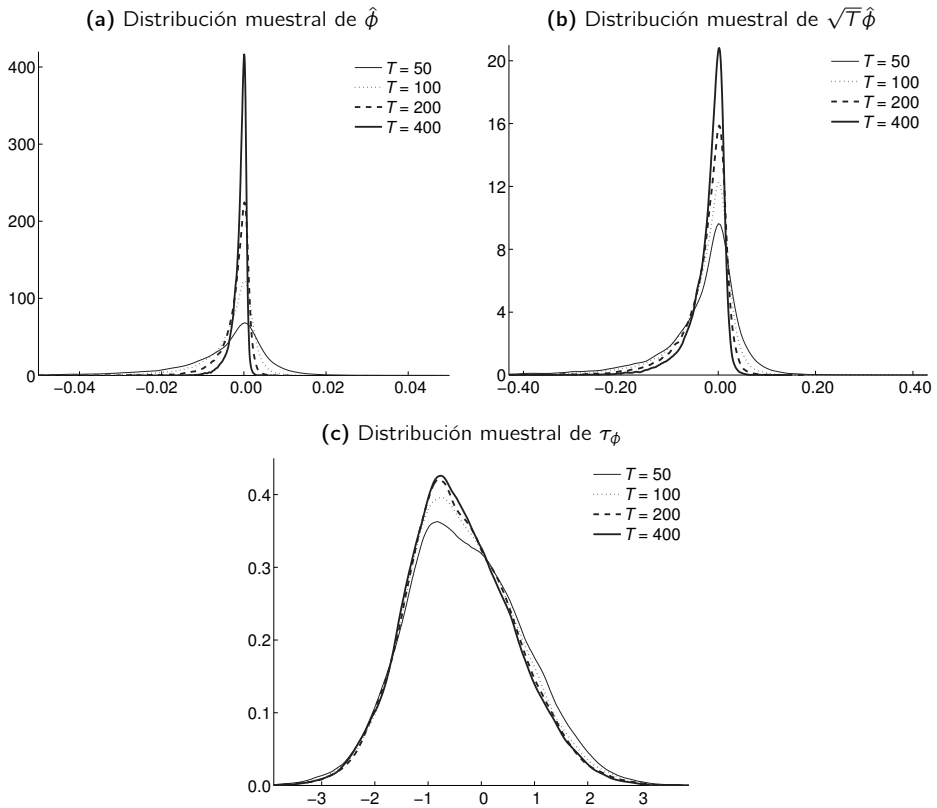 (a) Distribución muestral de ϕ̂
400
300
200
100
0
−0.04 −0.02 0.00 0.02 0.04
T = 50
T = 100
T = 200
T = 400
(b) Distribución muestral de √Tϕ̂
20
16
12
8
4
0
−0.40 −0.20 0.00 0.20 0.40
T = 50
T = 100
T = 200
T = 400
(c) Distribución muestral de τϕ
0.4
0.3
0.2
0.1
0.0
−3 −2 −1 0 1 2 3
T = 50
T = 100
T = 200
T = 400